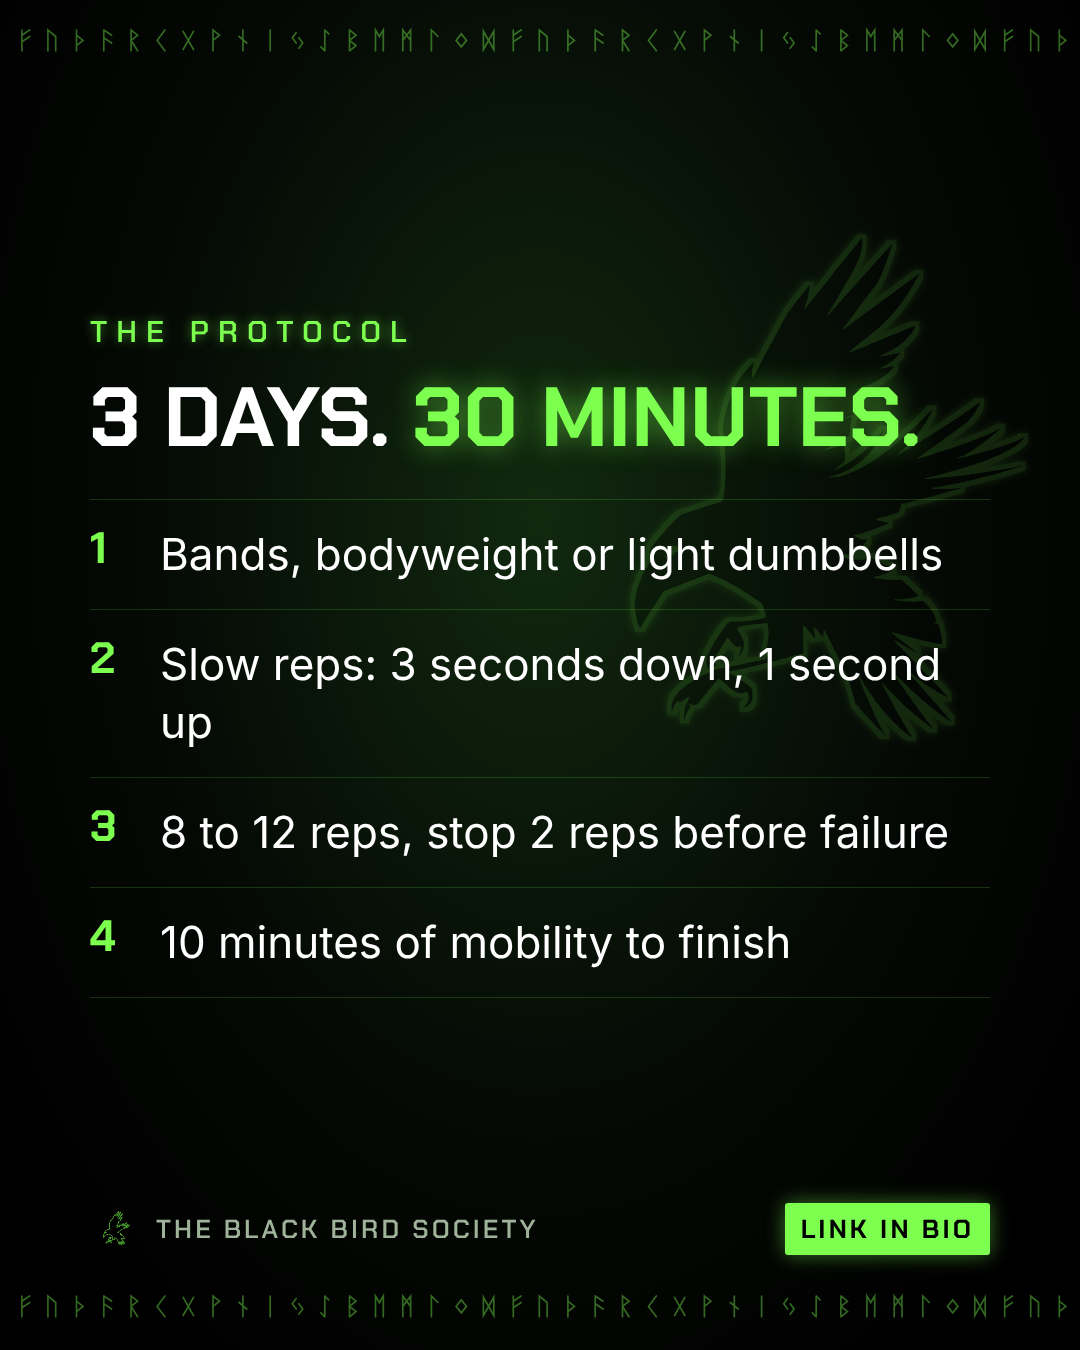 ᚠᚢᚦᚨᚱᚲᚷᚹᚾᛁᛃᛇᛒᛖᛗᛚᛜᛞᚠᚢᚦᚨᚱᚲᚷᚹᚾᛁᛃᛇᛒᛖᛗᛚᛜᛞᚠᚢᚦ
THE PROTOCOL
3 DAYS. 30 MINUTES.
1 Bands, bodyweight or light dumbbells
2 Slow reps: 3 seconds down, 1 second
up
3 8 to 12 reps, stop 2 reps before failure
4 10 minutes of mobility to finish
THE BLACK BIRD SOCIETY
LINK IN BIO
ᚠᚢᚦᚨᚱᚲᚷᚹᚾᛁᛃᛇᛒᛖᛗᛚᛜᛞᚠᚢᚦᚨᚱᚲᚷᚹᚾᛁᛃᛇᛒᛖᛗᛚᛜᛞᚠᚢᚦ